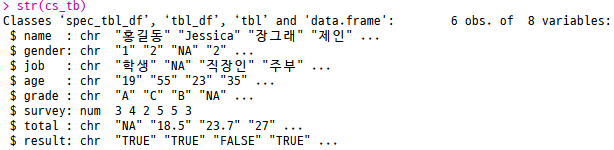 > str(cs_tb)
Classes ‘spec_tbl_df’, ‘tbl_df’, ‘tbl’ and 'data.frame':	6 obs. of  8 variables:
 $ name  : chr  "홍길동" "Jessica" "장그래" "제인" ...
 $ gender: chr  "1" "2" "NA" "2" ...
 $ job   : chr  "학생" "NA" "직장인" "주부" ...
 $ age   : chr  "19" "55" "23" "35" ...
 $ grade : chr  "A" "C" "B" "NA" ...
 $ survey: num  3 4 2 5 5 3
 $ total : chr  "NA" "18.5" "23.7" "27" ...
 $ result: chr  "TRUE" "TRUE" "FALSE" "TRUE" ...